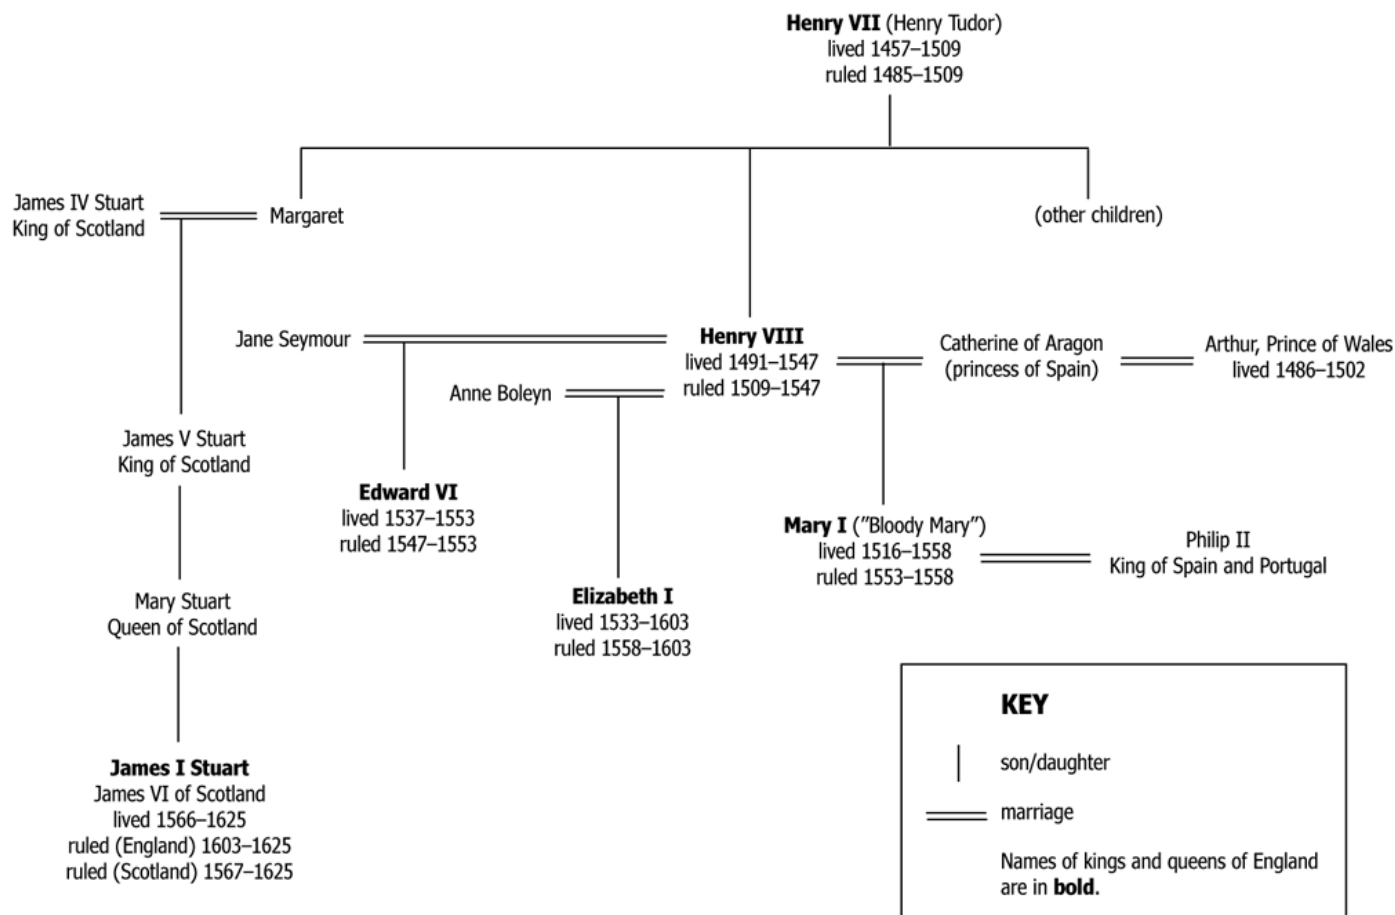 Henry VII (Henry Tudor)
lived 1457–1509
ruled 1485–1509
James IV Stuart
King of Scotland
Margaret
(other children)
Jane Seymour
Henry VIII
lived 1491–1547
ruled 1509–1547
Catherine of Aragon
(princess of Spain)
Arthur, Prince of Wales
lived 1486–1502
Anne Boleyn
James V Stuart
King of Scotland
Edward VI
lived 1537–1553
ruled 1547–1553
Mary I (”Bloody Mary”)
lived 1516–1558
ruled 1553–1558
Philip II
King of Spain and Portugal
Mary Stuart
Queen of Scotland
Elizabeth I
lived 1533–1603
ruled 1558–1603
James I Stuart
James VI of Scotland
lived 1566–1625
ruled (England) 1603–1625
ruled (Scotland) 1567–1625
KEY
son/daughter
marriage
Names of kings and queens of England
are in bold.